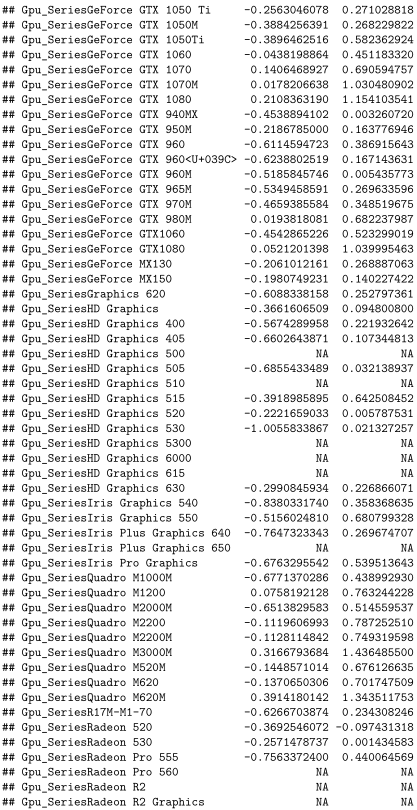 ## Gpu_SeriesGeForce GTX 1050 Ti -0.2563046078 0.271028818
## Gpu_SeriesGeForce GTX 1050M -0.3884256391 0.268229822
## Gpu_SeriesGeForce GTX 1050Ti -0.3896462516 0.582362924
## Gpu_SeriesGeForce GTX 1060 -0.0438198864 0.451183320
## Gpu_SeriesGeForce GTX 1070 0.1406468927 0.690594757
## Gpu_SeriesGeForce GTX 1070M 0.0178206638 1.030480902
## Gpu_SeriesGeForce GTX 1080 0.2108363190 1.154103541
## Gpu_SeriesGeForce GTX 940MX -0.4538894102 0.003260720
## Gpu_SeriesGeForce GTX 950M -0.2186785000 0.163776946
## Gpu_SeriesGeForce GTX 960 -0.6114594723 0.386915643
## Gpu_SeriesGeForce GTX 960<U+039C> -0.6238802519 0.167143631
## Gpu_SeriesGeForce GTX 960M -0.5185845746 0.005435773
## Gpu_SeriesGeForce GTX 965M -0.5349458591 0.269633596
## Gpu_SeriesGeForce GTX 970M -0.4659385584 0.348519675
## Gpu_SeriesGeForce GTX 980M 0.0193818081 0.682237987
## Gpu_SeriesGeForce GTX1060 -0.4542865226 0.523299019
## Gpu_SeriesGeForce GTX1080 0.0521201398 1.039995463
## Gpu_SeriesGeForce MX130 -0.2061012161 0.268887063
## Gpu_SeriesGeForce MX150 -0.1980749231 0.140227422
## Gpu_SeriesGraphics 620 -0.6088338158 0.252797361
## Gpu_SeriesHD Graphics -0.3661606509 0.094800800
## Gpu_SeriesHD Graphics 400 -0.5674289958 0.221932642
## Gpu_SeriesHD Graphics 405 -0.6602643871 0.107344813
## Gpu_SeriesHD Graphics 500 NA NA
## Gpu_SeriesHD Graphics 505 -0.6855433489 0.032138937
## Gpu_SeriesHD Graphics 510 NA NA
## Gpu_SeriesHD Graphics 515 -0.3918985895 0.642508452
## Gpu_SeriesHD Graphics 520 -0.2221659033 0.005787531
## Gpu_SeriesHD Graphics 530 -1.0055833867 0.021327257
## Gpu_SeriesHD Graphics 5300 NA NA
## Gpu_SeriesHD Graphics 6000 NA NA
## Gpu_SeriesHD Graphics 615 NA NA
## Gpu_SeriesHD Graphics 630 -0.2990845934 0.226866071
## Gpu_SeriesIris Graphics 540 -0.8380331740 0.358368635
## Gpu_SeriesIris Graphics 550 -0.5156024810 0.680799328
## Gpu_SeriesIris Plus Graphics 640 -0.7647323343 0.269674707
## Gpu_SeriesIris Plus Graphics 650 NA NA
## Gpu_SeriesIris Pro Graphics -0.6763295542 0.539513643
## Gpu_SeriesQuadro M1000M -0.6771370286 0.438992930
## Gpu_SeriesQuadro M1200 0.0758192128 0.763244228
## Gpu_SeriesQuadro M2000M -0.6513829583 0.514559537
## Gpu_SeriesQuadro M2200 -0.1119606993 0.787252510
## Gpu_SeriesQuadro M2200M -0.1128114842 0.749319598
## Gpu_SeriesQuadro M3000M 0.3166793684 1.436485500
## Gpu_SeriesQuadro M520M -0.1448571014 0.676126635
## Gpu_SeriesQuadro M620 -0.1370650306 0.701747509
## Gpu_SeriesQuadro M620M 0.3914180142 1.343511753
## Gpu_SeriesR17M-M1-70 -0.6266703874 0.234308246
## Gpu_SeriesRadeon 520 -0.3692546072 -0.097431318
## Gpu_SeriesRadeon 530 -0.2571478737 0.001434583
## Gpu_SeriesRadeon Pro 555 -0.7563372400 0.440064569
## Gpu_SeriesRadeon Pro 560 NA NA
## Gpu_SeriesRadeon R2 NA NA
## Gpu_SeriesRadeon R2 Graphics NA NA